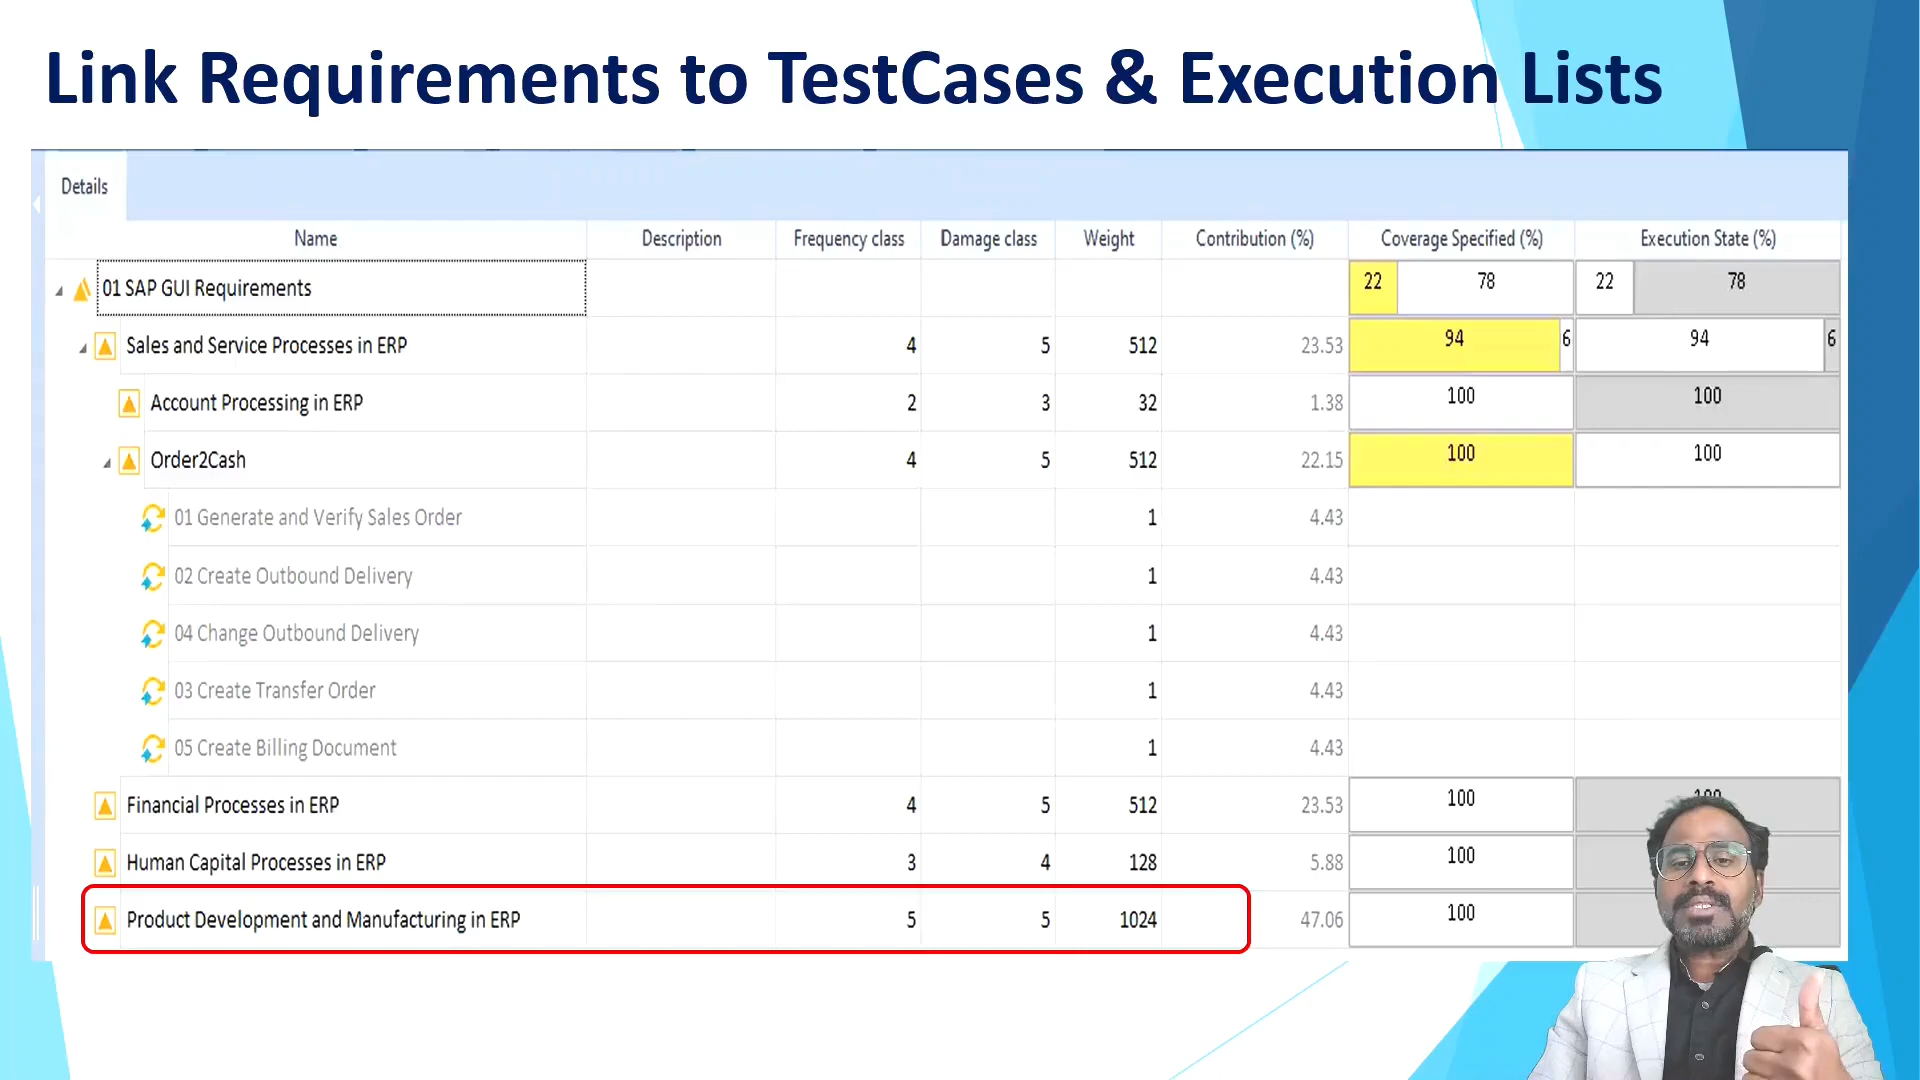 Link Requirements to TestCases & Execution Lists
Details
Name Description Frequency class Damage class Weight Contribution (%) Coverage Specified (%) Execution State (%)
01 SAP GUI Requirements 22 78 22 78
Sales and Service Processes in ERP 4 5 512 23.53 94 6 94 6
Account Processing in ERP 2 3 32 1.38 100 100
Order2Cash 4 5 512 22.15 100 100
01 Generate and Verify Sales Order 1 4.43
02 Create Outbound Delivery 1 4.43
04 Change Outbound Delivery 1 4.43
03 Create Transfer Order 1 4.43
05 Create Billing Document 1 4.43
Financial Processes in ERP 4 5 512 23.53 100
Human Capital Processes in ERP 3 4 128 5.88 100
Product Development and Manufacturing in ERP 5 5 1024 47.06 100